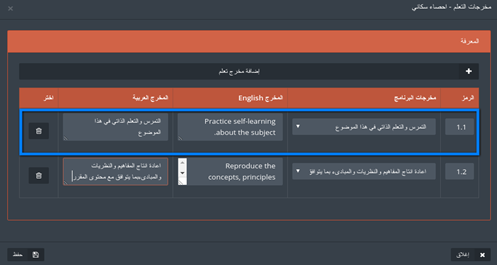 مخرجات التعلم - احصاء سكاني
المعرفة
إضافة مخرج تعلم
الرمز مخرجات البرنامج المخرج English المخرج العربية اختر
1.1 التمرس والتعلم الذاتي في هذا الموضوع
Practice self-learning
about the subject.
التمرس والتعلم الذاتي في هذا
الموضوع
1.2 اعادة انتاج المفاهيم والنظريات والمبادىء بما يتوافق
Reproduce the
concepts, principles
اعادة انتاج المفاهيم والنظريات
والمبادىءبما يتوافق مع محتوى المقرر
حفظ
إغلاق